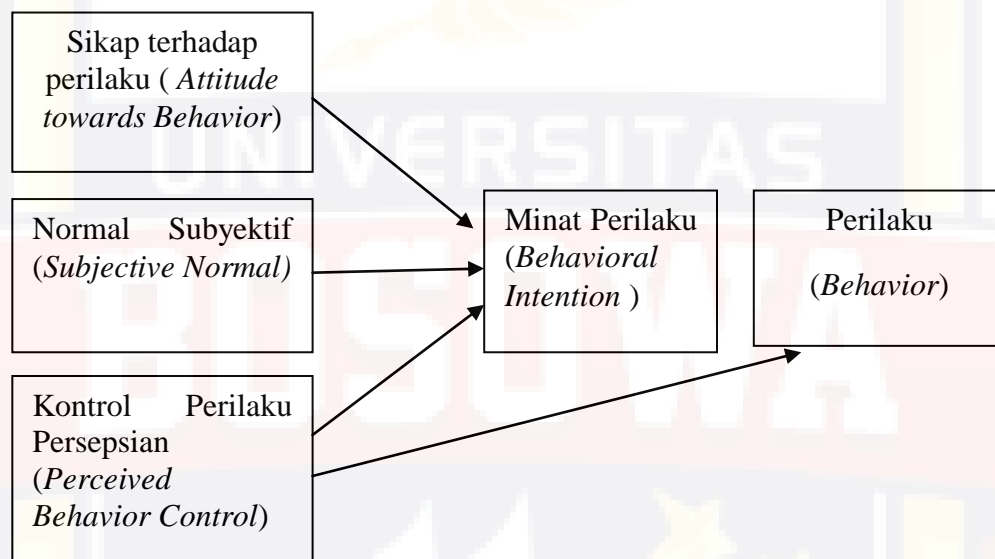 Sikap terhadap
perilaku ( Attitude
towards Behavior)
Normal Subyektif
(Subjective Normal)
Kontrol Perilaku
Persepsian
(Perceived
Behavior Control)
Minat Perilaku
(Behavioral
Intention )
Perilaku
(Behavior)
UNIVERSITAS
BOSOWA